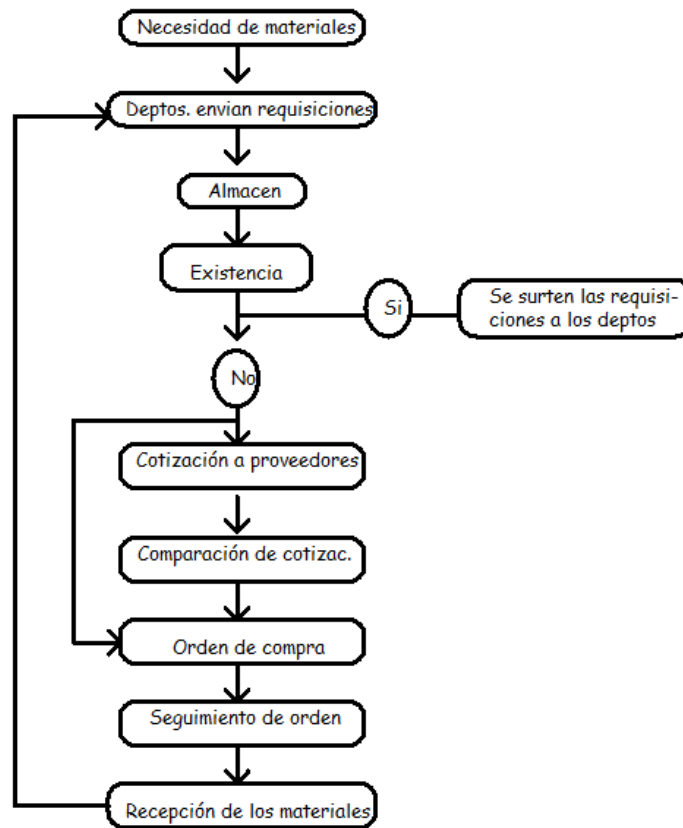 Necesidad de materiales
Deptos. envian requisiciones
Almacen
Existencia
Si
Se surten las requisi-
ciones a los deptos
No
Cotización a proveedores
Comparación de cotizac.
Orden de compra
Seguimiento de orden
Recepción de los materiales